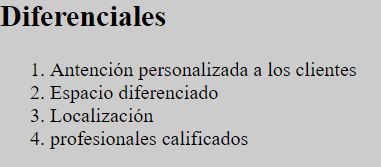 Diferenciales
1. Antención personalizada a los clientes
2. Espacio diferenciado
3. Localización
4. profesionales calificados